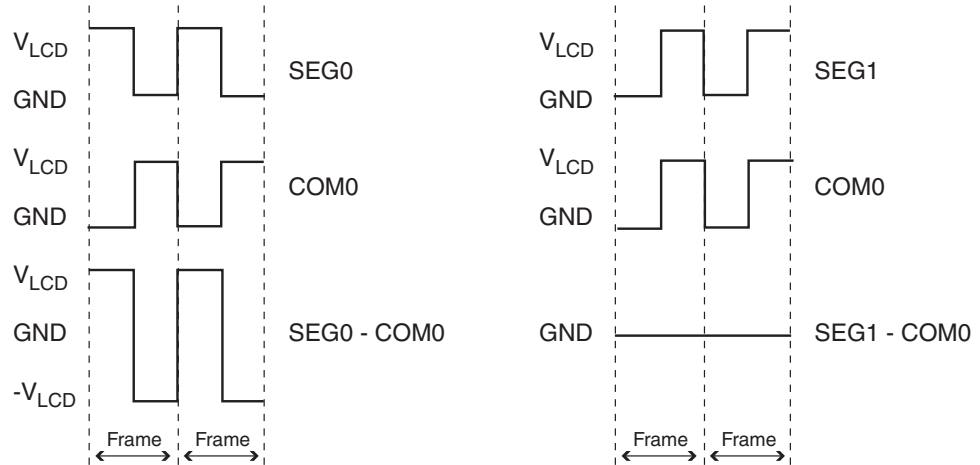 V_LCD
GND
SEG0
V_LCD
GND
COM0
V_LCD
GND
-V_LCD
SEG0 - COM0
Frame Frame
V_LCD
GND
SEG1
V_LCD
GND
COM0
GND
SEG1 - COM0
Frame Frame